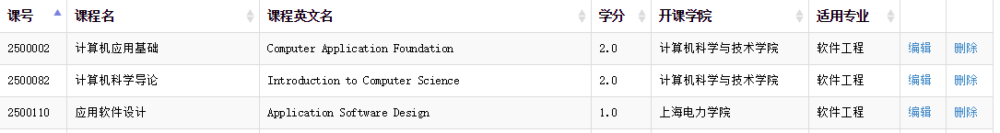 课号 课程名 课程英文名 学分 开课学院 适用专业
2500002 计算机应用基础 Computer Application Foundation 2.0 计算机科学与技术学院 软件工程 编辑 删除
2500082 计算机科学导论 Introduction to Computer Science 2.0 计算机科学与技术学院 软件工程 编辑 删除
2500110 应用软件设计 Application Software Design 1.0 上海电力学院 软件工程 编辑 删除